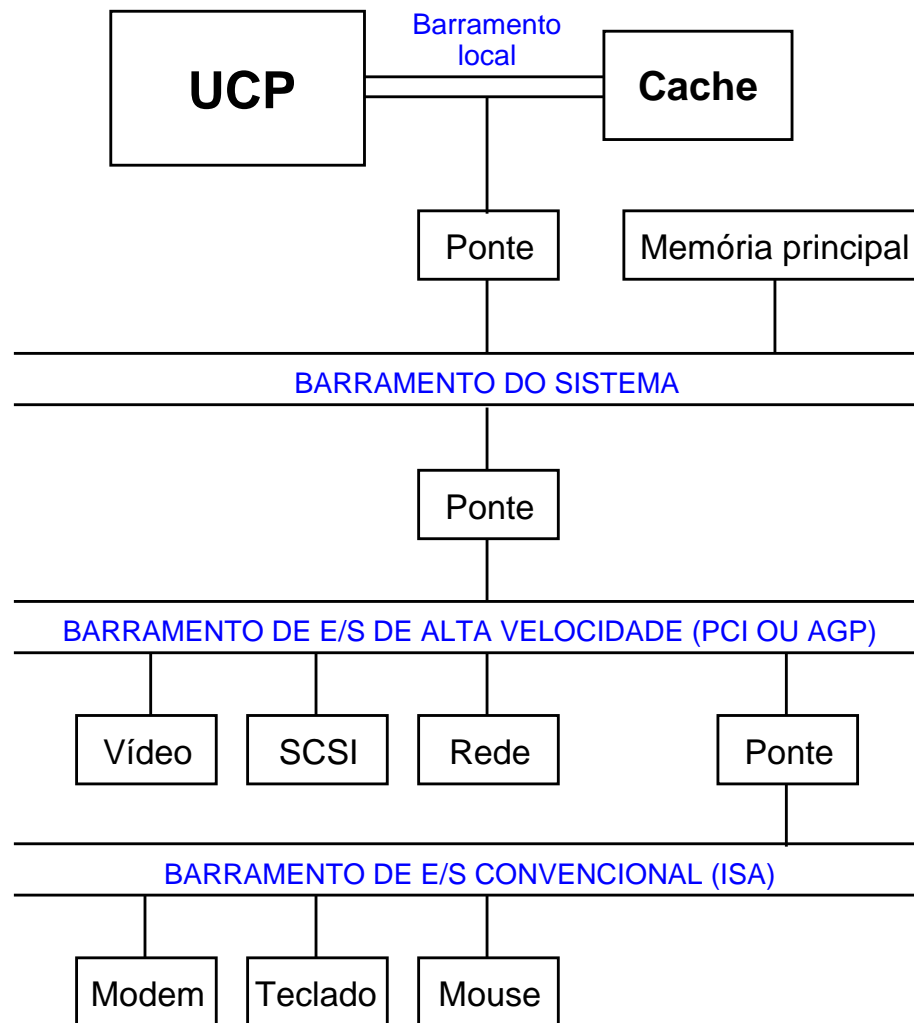 Barramento
local
UCP
Cache
Ponte
Memória principal
BARRAMENTO DO SISTEMA
Ponte
BARRAMENTO DE E/S DE ALTA VELOCIDADE (PCI OU AGP)
Vídeo
SCSI
Rede
Ponte
BARRAMENTO DE E/S CONVENCIONAL (ISA)
Modem
Teclado
Mouse